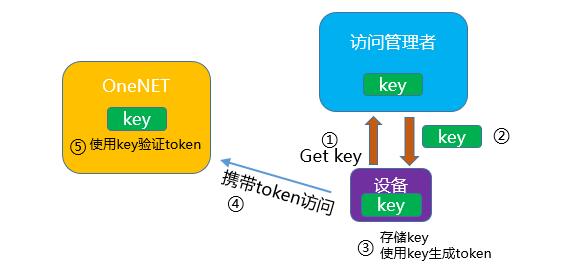 访问管理者
key
OneNET
key
⑤ 使用key验证token
①
Get key
key
②
携带token访问
④
设备
key
③ 存储key
使用key生成token